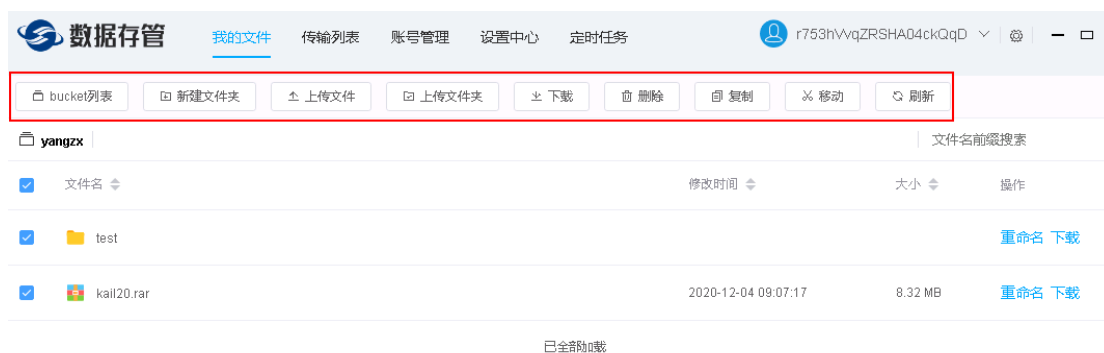 数据存管 我的文件 传输列表 账号管理 设置中心 定时任务 r753hVvqZRSHA04ckQqD
bucket列表 新建文件夹 上传文件 上传文件夹 下载 删除 复制 移动 刷新
yangzx 文件名前缀搜索
文件名 修改时间 大小 操作
test 重命名 下载
kail20.rar 2020-12-04 09:07:17 8.32 MB 重命名 下载
已全部加载